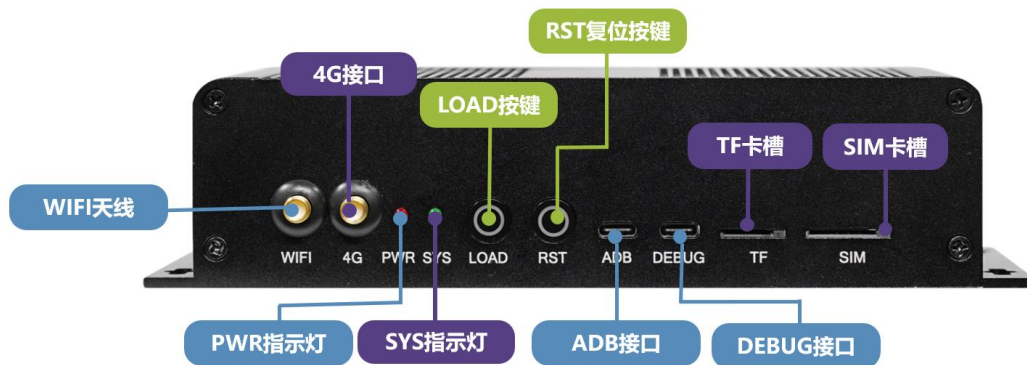 RST复位按键
4G接口
LOAD按键
TF卡槽
SIM卡槽
WIFI天线
WIFI
4G
PWR
SYS
LOAD
RST
ADB
DEBUG
TF
SIM
PWR指示灯
SYS指示灯
ADB接口
DEBUG接口